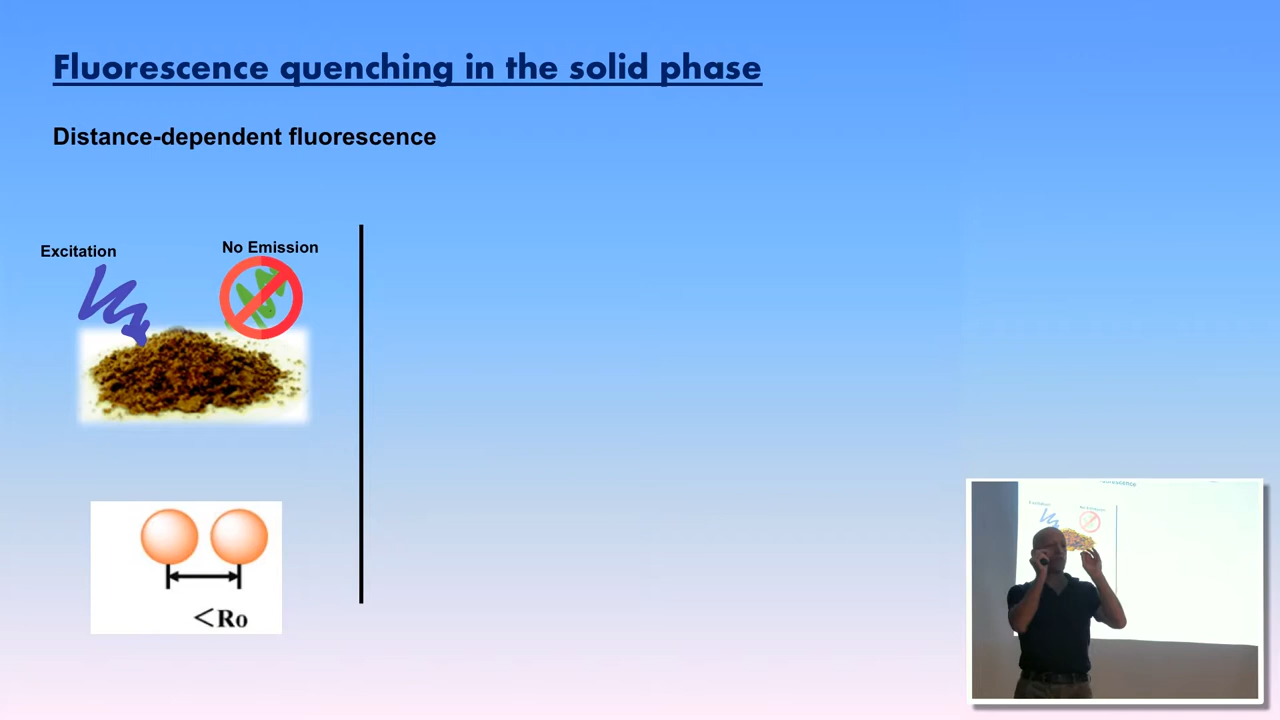 Fluorescence quenching in the solid phase
Distance-dependent fluorescence
Excitation
No Emission
<Ro